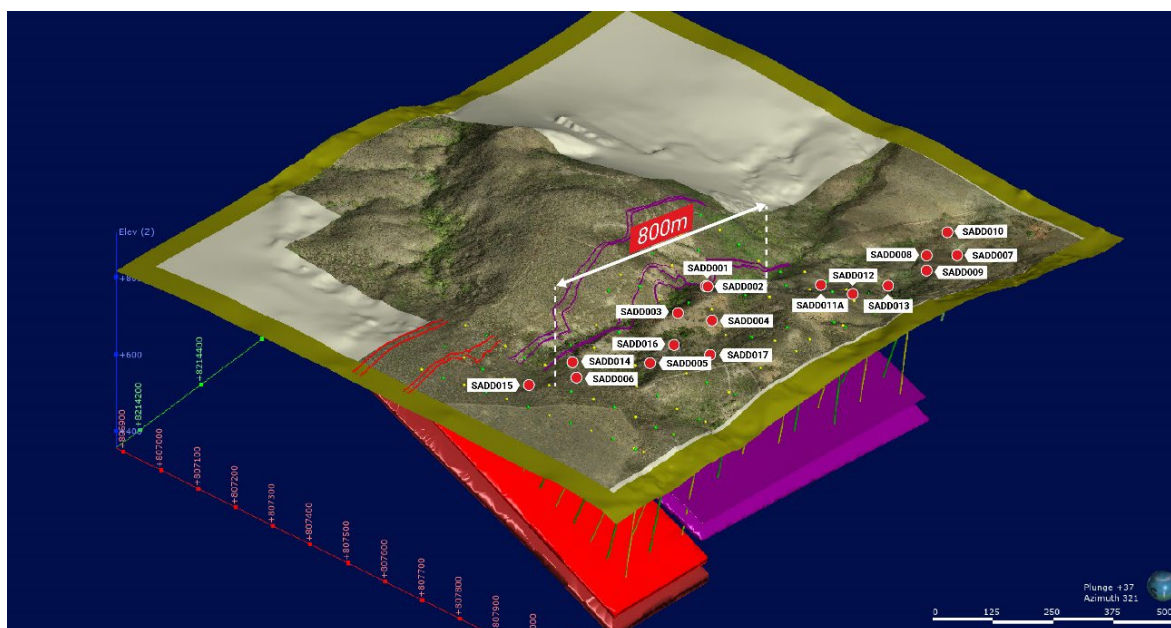 800m
SADD010
SADD008
SADD007
SADD009
SADD001
SADD002
SADD012
SADD011A
SADD013
SADD003
SADD004
SADD016
SADD017
SADD014
SADD005
SADD015
SADD006
Elev (Z)
+600
+8214400
+8214200
+807000
+807100
+807200
+807300
+807400
+807500
+807600
+807700
+807800
+807900
Plunge +37
Azimuth 321
0 125 250 375 500